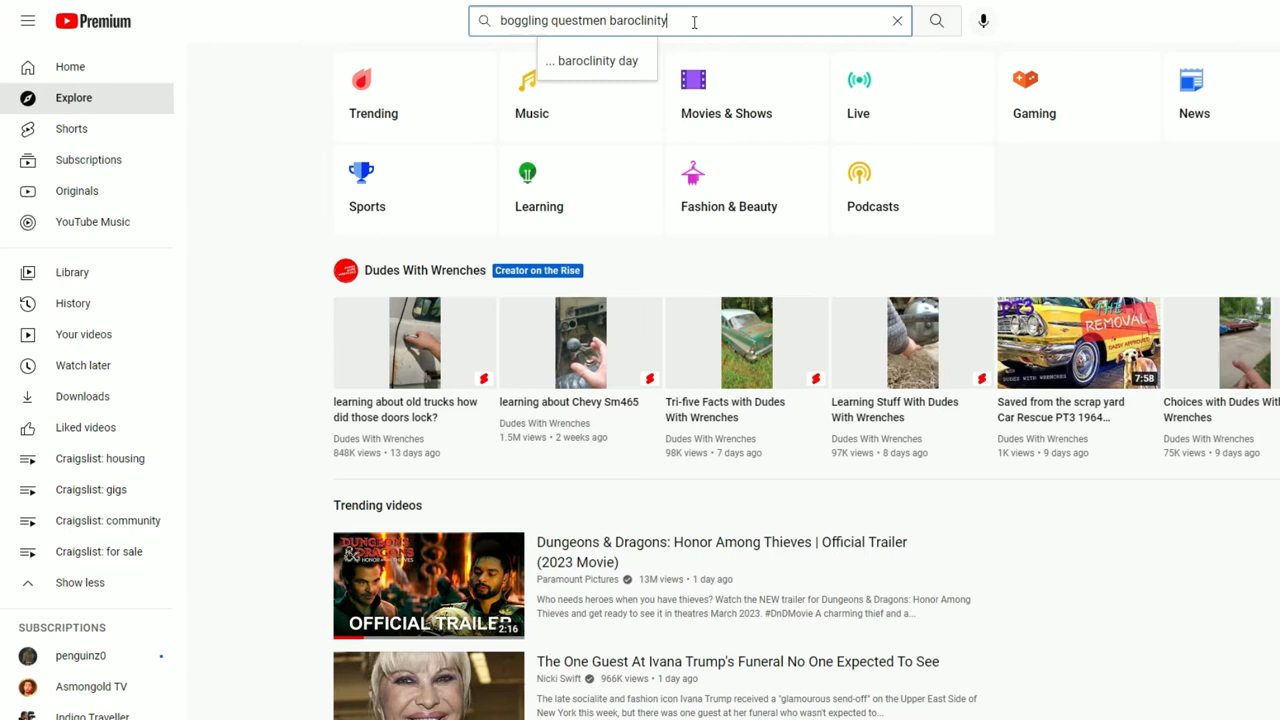 Premium
boggling questmen baroclinity
... baroclinity day
Home
Explore
Shorts
Subscriptions
Originals
YouTube Music
Library
History
Your videos
Watch later
Downloads
Liked videos
Craigslist: housing
Craigslist: gigs
Craigslist: community
Craigslist: for sale
Show less
SUBSCRIPTIONS
penguinz0
Asmongold TV
Indigo Traveller
Trending
Music
Movies & Shows
Live
Gaming
News
Sports
Learning
Fashion & Beauty
Podcasts
Dudes With Wrenches
Creator on the Rise
learning about old trucks how
did those doors lock?
Dudes With Wrenches
848K views • 13 days ago
learning about Chevy Sm465
Dudes With Wrenches
1.5M views • 2 weeks ago
Tri-five Facts with Dudes
With Wrenches
Dudes With Wrenches
98K views • 7 days ago
Learning Stuff With Dudes
With Wrenches
Dudes With Wrenches
97K views • 8 days ago
PT3
THE
REMOVAL
DAISY APPROVED
DUDES WITH WRENCHES
7:58
Saved from the scrap yard
Car Rescue PT3 1964...
Dudes With Wrenches
1K views • 9 days ago
Choices with Dudes With
Wrenches
Dudes With Wrenches
75K views • 9 days ago
Trending videos
DUNGEONS
& DRAGONS
HONOR AMONG THIEVES
OFFICIAL TRAILER
2:16
Dungeons & Dragons: Honor Among Thieves | Official Trailer
(2023 Movie)
Paramount Pictures 13M views • 1 day ago
Who needs heroes when you have thieves? Watch the NEW trailer for Dungeons & Dragons: Honor Among
Thieves and get ready to see it in theatres March 2023. #DnDMovie A charming thief and a...
The One Guest At Ivana Trump's Funeral No One Expected To See
Nicki Swift 966K views • 1 day ago
The late socialite and fashion icon Ivana Trump received a "glamorous send-off" on the Upper East Side of
New York this week, but there was one guest at her funeral who wasn't expected to...